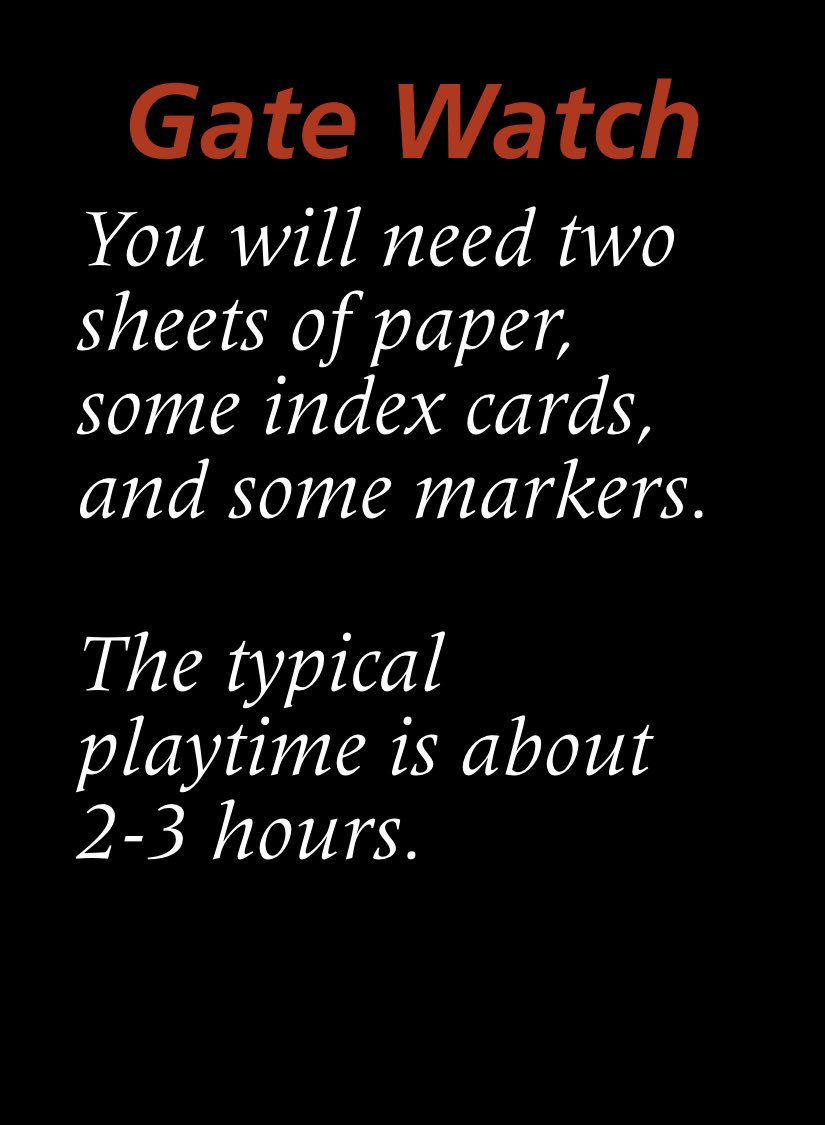 Gate Watch
You will need two
sheets of paper,
some index cards,
and some markers.
The typical
playtime is about
2-3 hours.